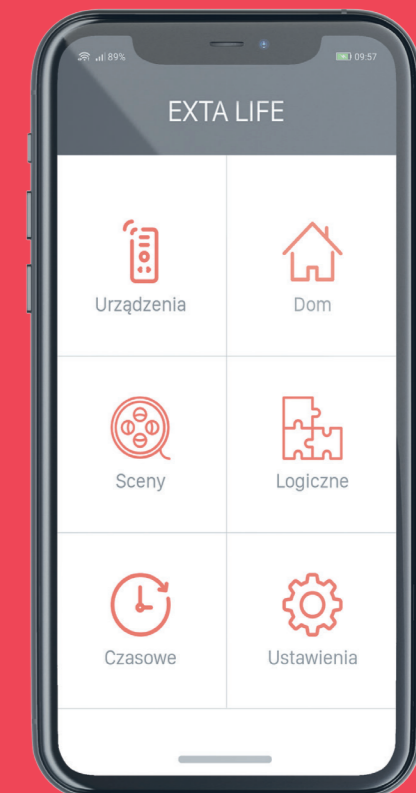 89% 09:57
EXTA LIFE
Urządzenia Dom
Sceny Logiczne
Czasowe Ustawienia